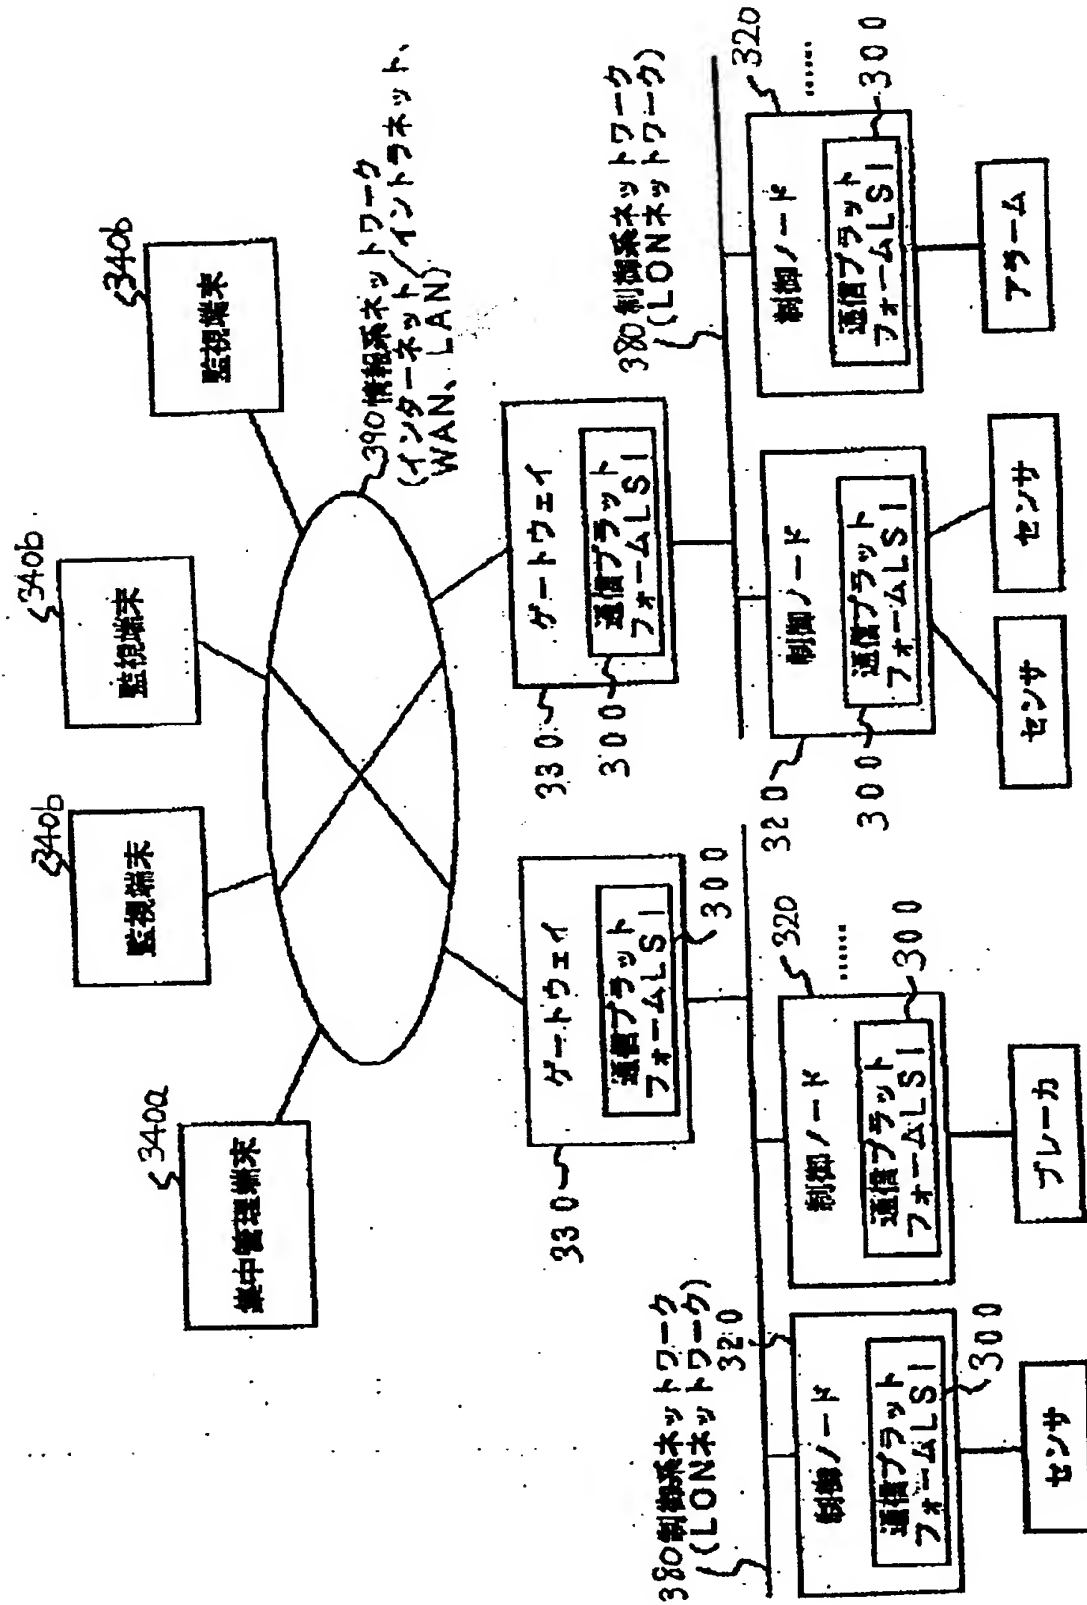 340a
集中管理端末
340b
監視端末
340b
監視端末
340b
監視端末
390 情報系ネットワーク
(インターネット/イントラネット、
WAN、LAN)
330
ゲートウェイ
通信プラット
フォームLSI
300
330
ゲートウェイ
通信プラット
フォームLSI
300
380 制御系ネットワーク
(LONネットワーク)
320
制御ノード
通信プラット
フォームLSI
300
センサ
320
制御ノード
通信プラット
フォームLSI
300
ブレーカ
......
380 制御系ネットワーク
(LONネットワーク)
320
制御ノード
通信プラット
フォームLSI
300
センサ
センサ
320
制御ノード
通信プラット
フォームLSI
300
アラーム
......